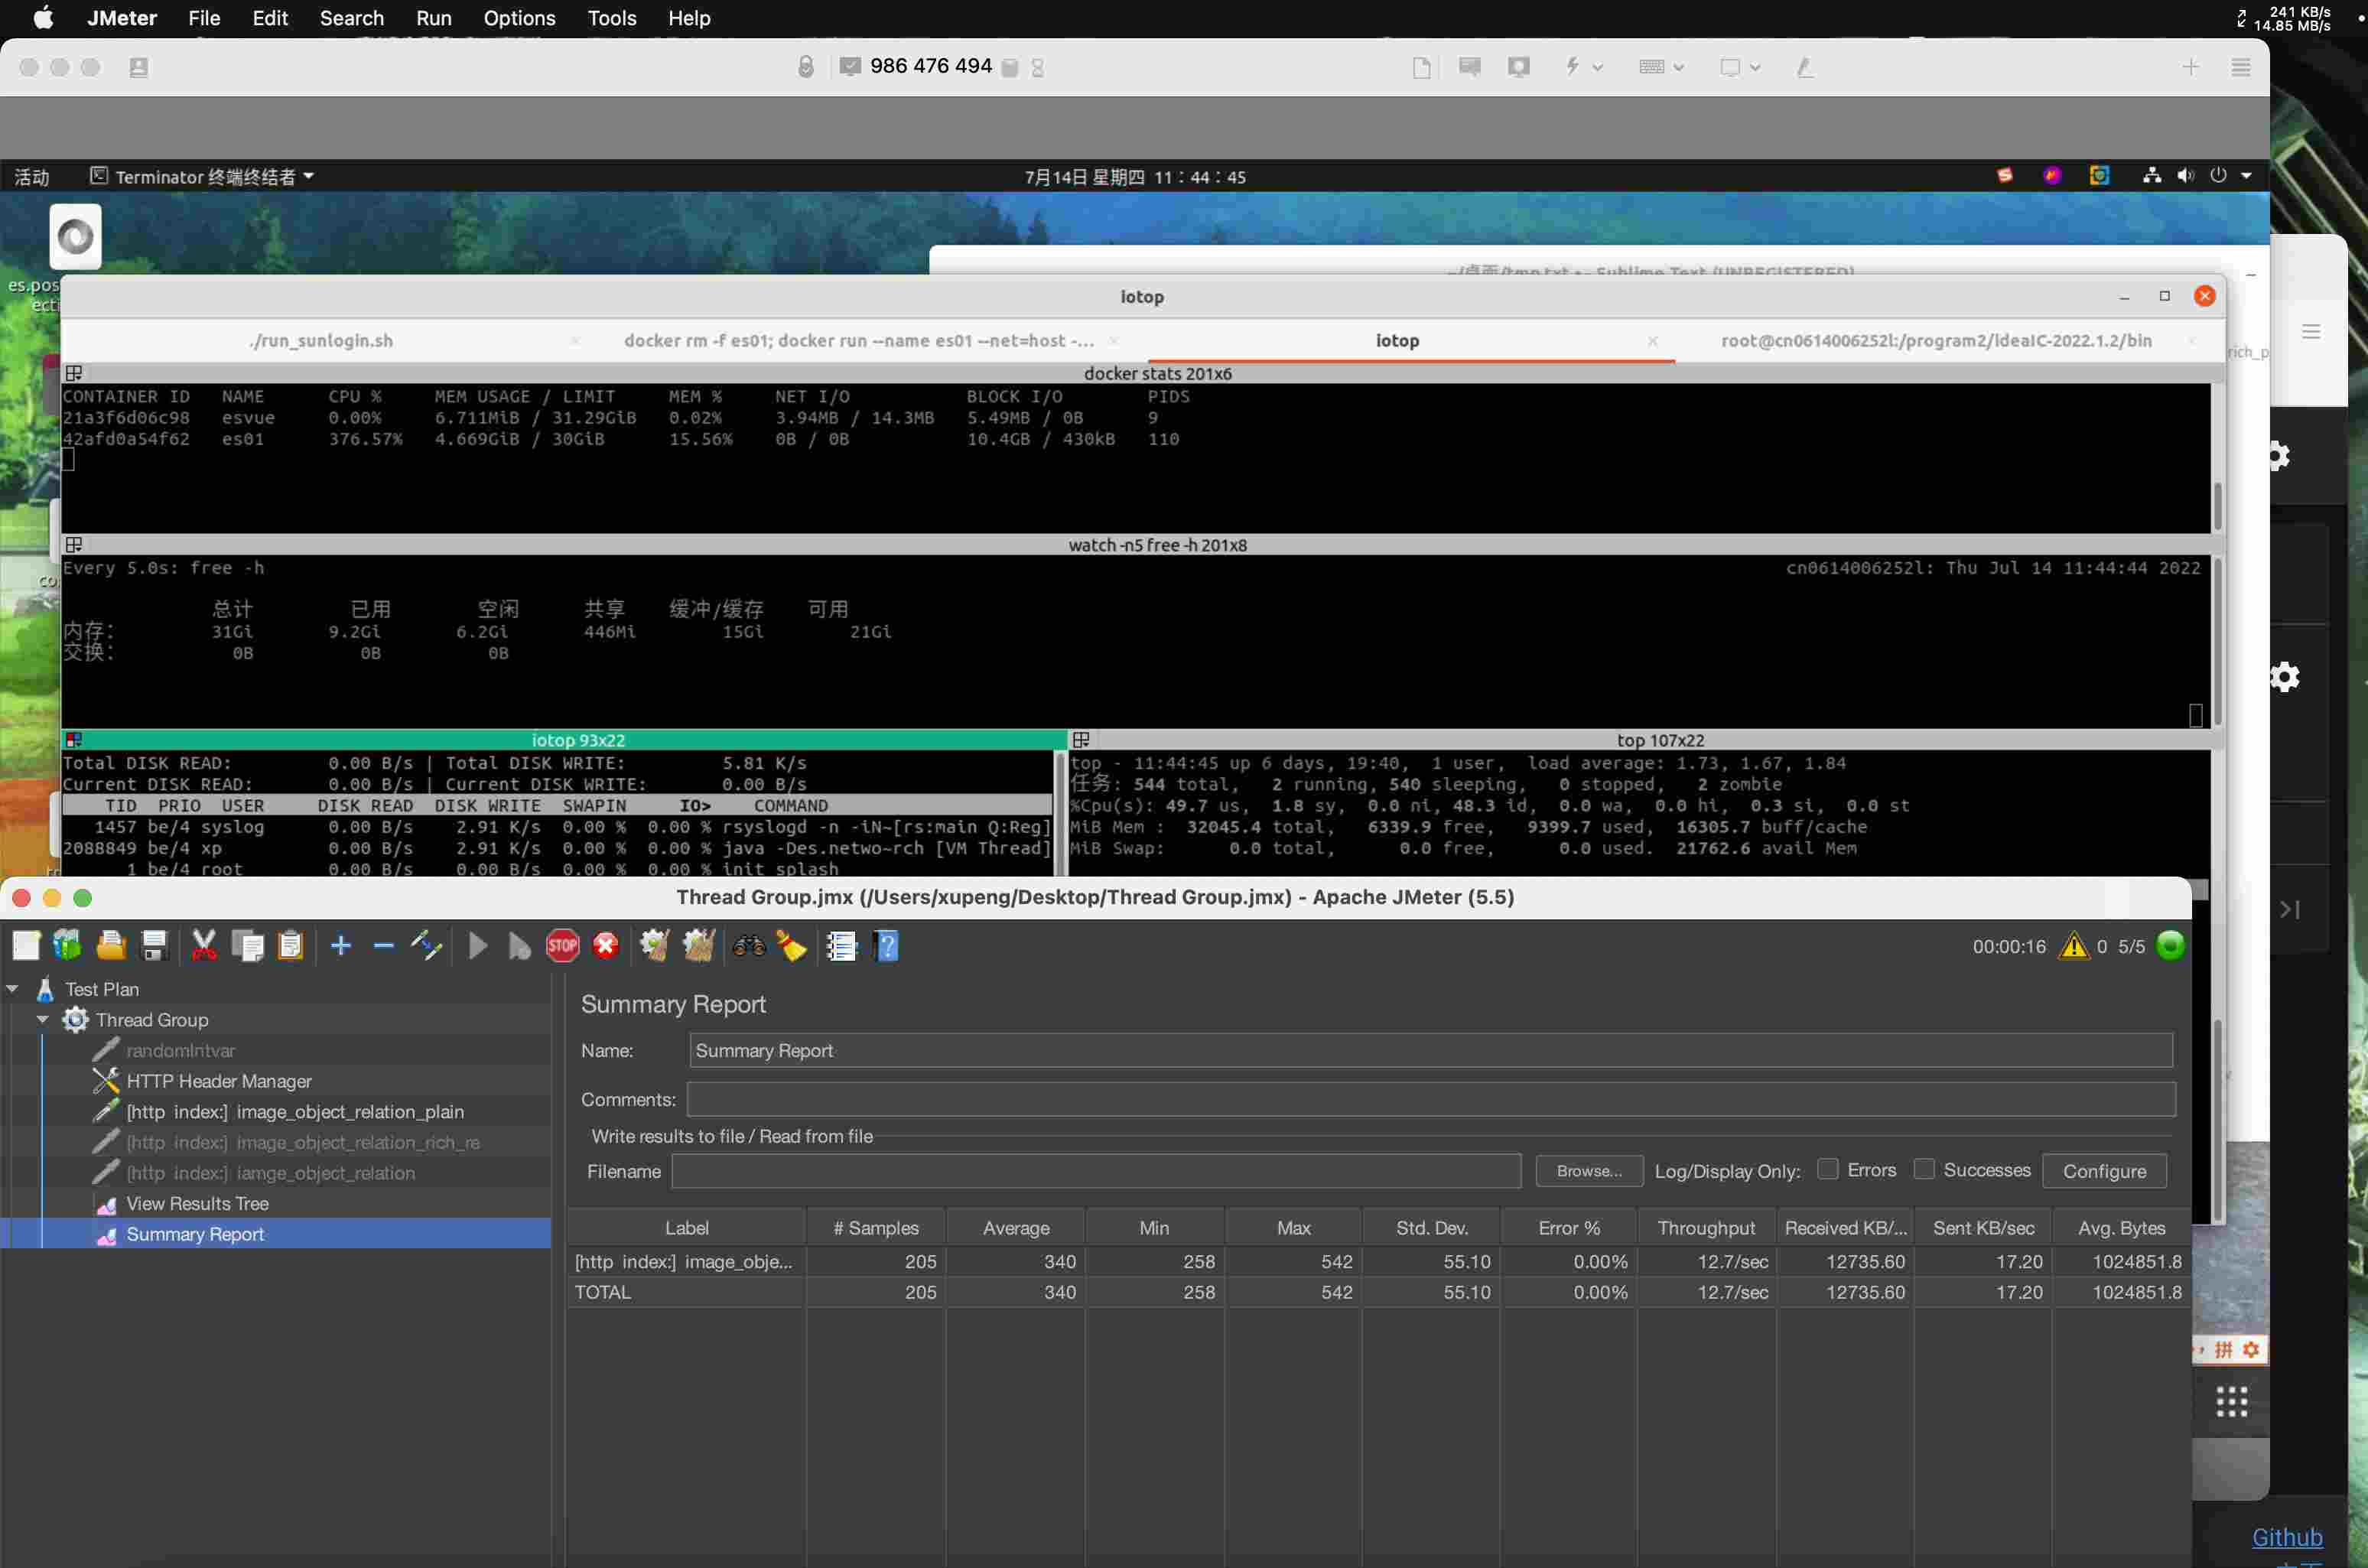 JMeter File Edit Search Run Options Tools Help
241 KB/s
14.85 MB/s
986 476 494
活动 Terminator 终端终结者 7月14日 星期四 11：44：45
es.pos
ecti
~/桌面/tmp.txt • - Sublime Text (UNREGISTERED)
iotop
./run_sunlogin.sh × docker rm -f es01; docker run --name es01 --net=host -... × iotop × root@cn0614006252l:/program2/IdeaIC-2022.1.2/bin ×
rich_p
docker stats 201x6
CONTAINER ID NAME CPU % MEM USAGE / LIMIT MEM % NET I/O BLOCK I/O PIDS
21a3f6d06c98 esvue 0.00% 6.711MiB / 31.29GiB 0.02% 3.94MB / 14.3MB 5.49MB / 0B 9
42afd0a54f62 es01 376.57% 4.669GiB / 30GiB 15.56% 0B / 0B 10.4GB / 430kB 110
watch -n5 free -h 201x8
Every 5.0s: free -h cn0614006252l: Thu Jul 14 11:44:44 2022
co
总计 已用 空闲 共享 缓冲/缓存 可用
内存： 31Gi 9.2Gi 6.2Gi 446Mi 15Gi 21Gi
交换： 0B 0B 0B
iotop 93x22
Total DISK READ: 0.00 B/s | Total DISK WRITE: 5.81 K/s
Current DISK READ: 0.00 B/s | Current DISK WRITE: 0.00 B/s
TID PRIO USER DISK READ DISK WRITE SWAPIN IO> COMMAND
1457 be/4 syslog 0.00 B/s 2.91 K/s 0.00 % 0.00 % rsyslogd -n -iN~[rs:main Q:Reg]
2088849 be/4 xp 0.00 B/s 2.91 K/s 0.00 % 0.00 % java -Des.netwo~rch [VM Thread]
1 be/4 root 0.00 B/s 0.00 B/s 0.00 % 0.00 % init splash
top 107x22
top - 11:44:45 up 6 days, 19:40, 1 user, load average: 1.73, 1.67, 1.84
任务: 544 total, 2 running, 540 sleeping, 0 stopped, 2 zombie
%Cpu(s): 49.7 us, 1.8 sy, 0.0 ni, 48.3 id, 0.0 wa, 0.0 hi, 0.3 si, 0.0 st
MiB Mem : 32045.4 total, 6339.9 free, 9399.7 used, 16305.7 buff/cache
MiB Swap: 0.0 total, 0.0 free, 0.0 used. 21762.6 avail Mem
Thread Group.jmx (/Users/xupeng/Desktop/Thread Group.jmx) - Apache JMeter (5.5)
STOP 00:00:16 0 5/5
Test Plan
Thread Group
randomIntvar
HTTP Header Manager
[http index:] image_object_relation_plain
[http index:] image_object_relation_rich_re
[http index:] iamge_object_relation
View Results Tree
Summary Report
Summary Report
Name: Summary Report
Comments:
Write results to file / Read from file
Filename Browse... Log/Display Only: Errors Successes Configure
Label # Samples Average Min Max Std. Dev. Error % Throughput Received KB/... Sent KB/sec Avg. Bytes
[http index:] image_obje... 205 340 258 542 55.10 0.00% 12.7/sec 12735.60 17.20 1024851.8
TOTAL 205 340 258 542 55.10 0.00% 12.7/sec 12735.60 17.20 1024851.8
拼
Github